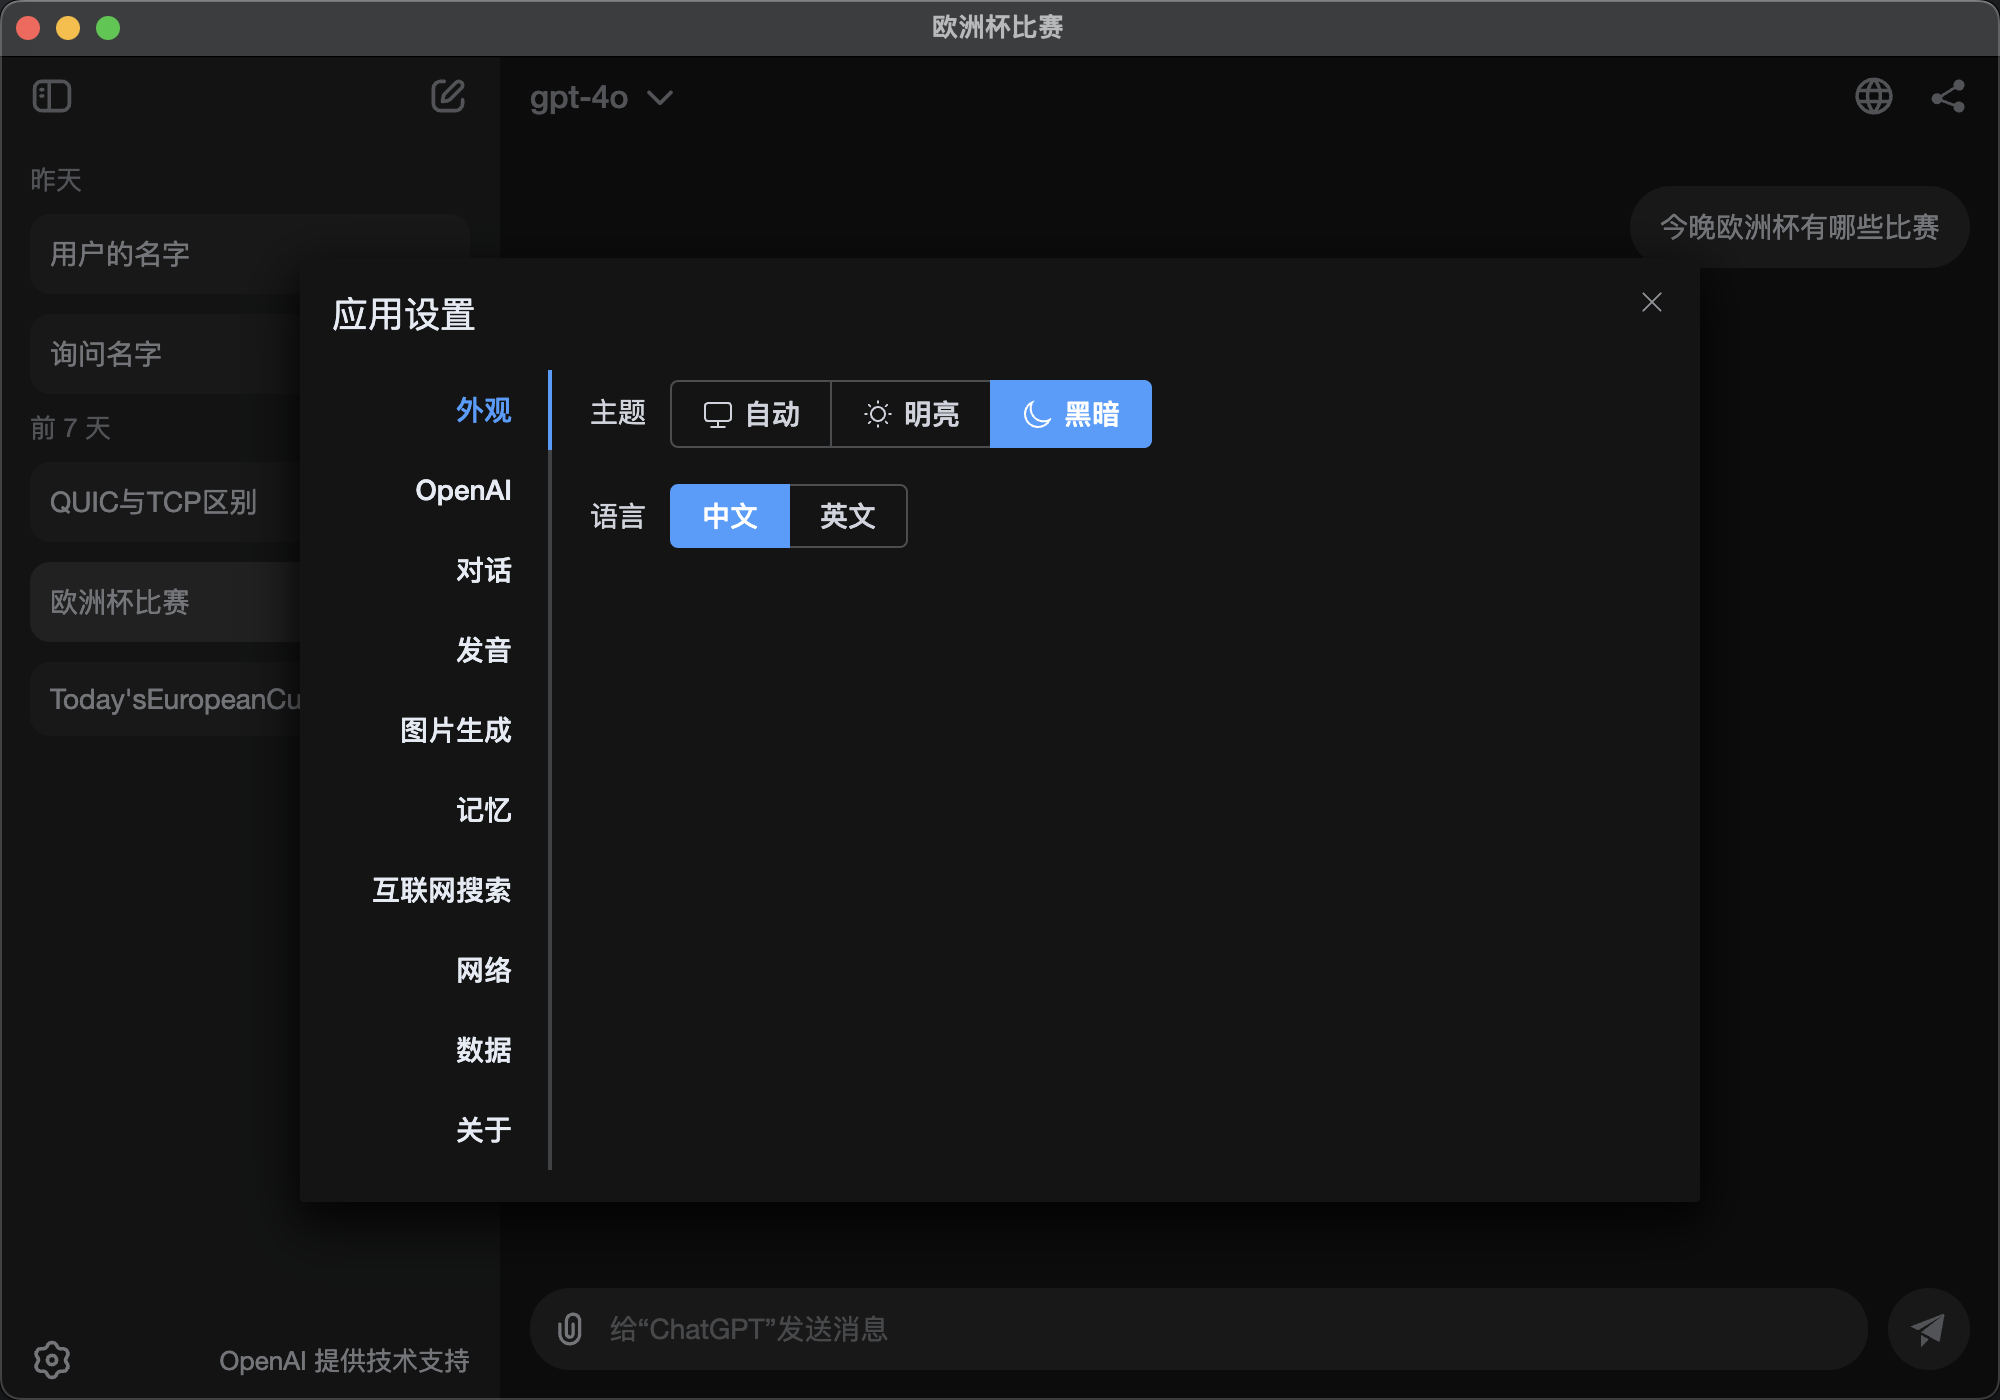 欧洲杯比赛
gpt-4o
昨天
用户的名字
询问名字
前 7 天
QUIC与TCP区别
欧洲杯比赛
Today'sEuropeanCu
OpenAI 提供技术支持
今晚欧洲杯有哪些比赛
应用设置
外观
OpenAI
对话
发音
图片生成
记忆
互联网搜索
网络
数据
关于
主题 自动 明亮 黑暗
语言 中文 英文
给“ChatGPT”发送消息